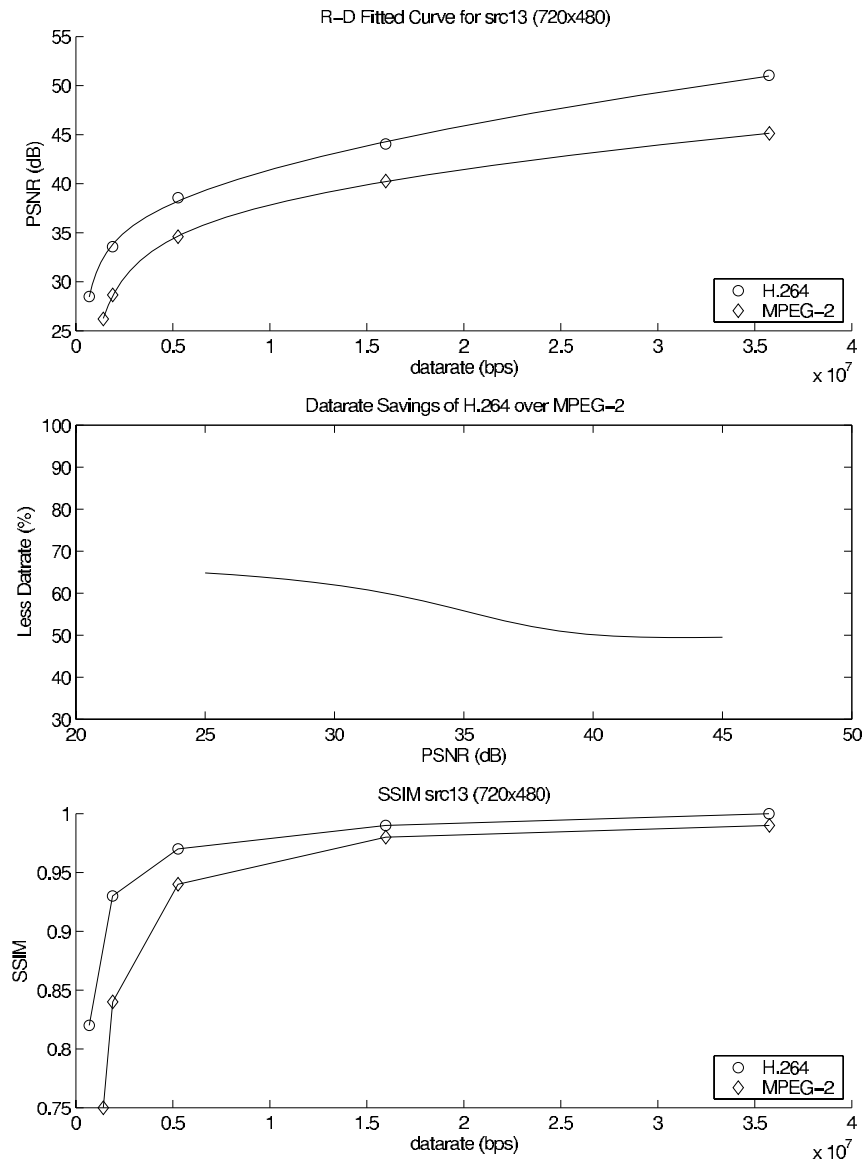 R-D Fitted Curve for src13 (720x480)
55
50
45
40
35
30
25
PSNR (dB)
H.264
MPEG-2
0 0.5 1 1.5 2 2.5 3 3.5 4
datarate (bps)
x 10^7
Datarate Savings of H.264 over MPEG-2
100
90
80
70
60
50
40
30
Less Datrate (%)
20 25 30 35 40 45 50
PSNR (dB)
SSIM src13 (720x480)
1
0.95
0.9
0.85
0.8
0.75
SSIM
H.264
MPEG-2
0 0.5 1 1.5 2 2.5 3 3.5 4
datarate (bps)
x 10^7